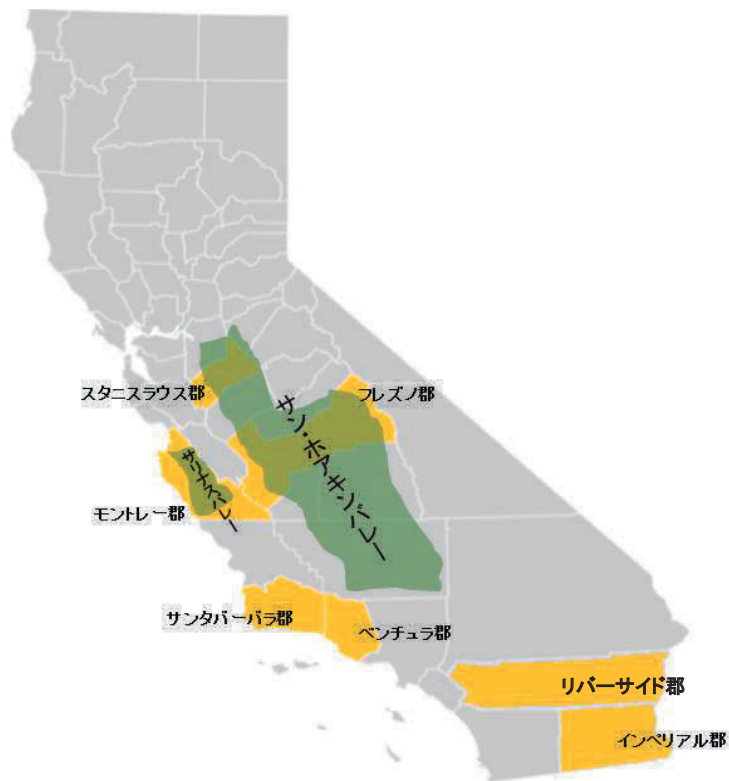 スタニスラウス郡
フレズノ郡
サン・ホアキンバレー
サリナスバレー
モントレー郡
サンタバーバラ郡
ベンチュラ郡
リバーサイド郡
インペリアル郡